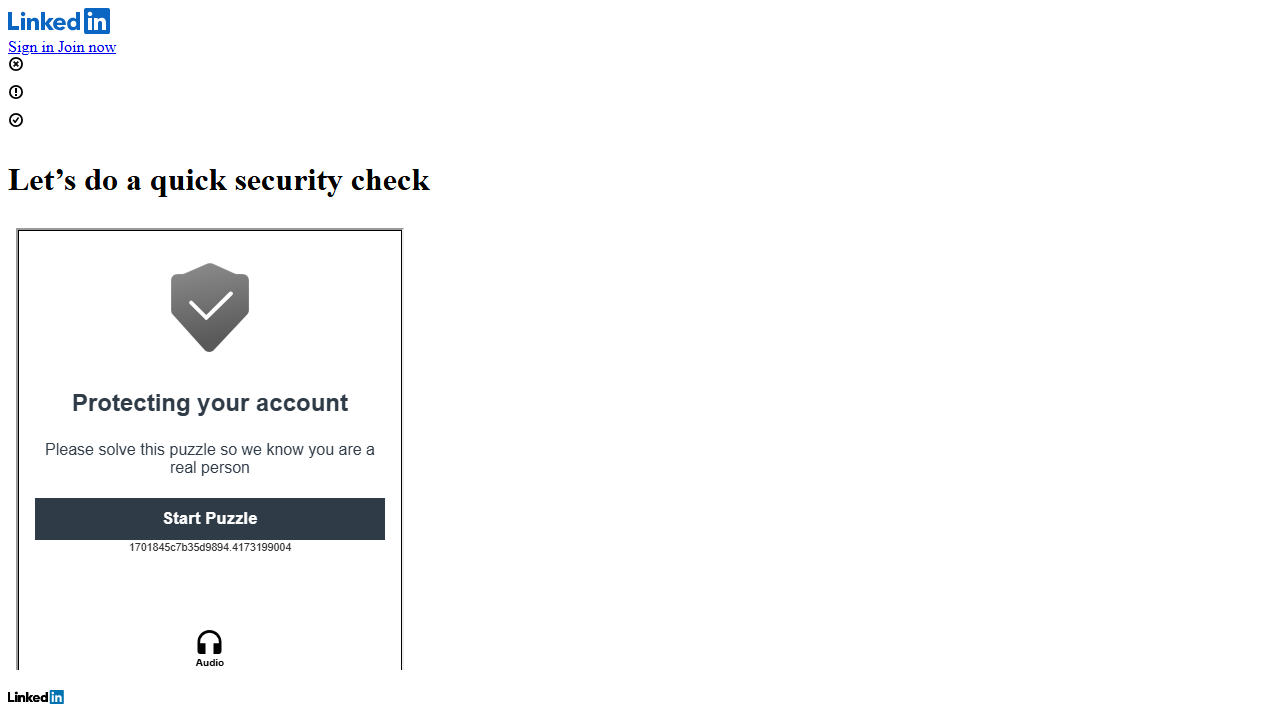 Linked in
Sign in Join now
Let’s do a quick security check
Protecting your account
Please solve this puzzle so we know you are a
real person
Start Puzzle
1701845c7b35d9894.4173199004
Audio
Linked in